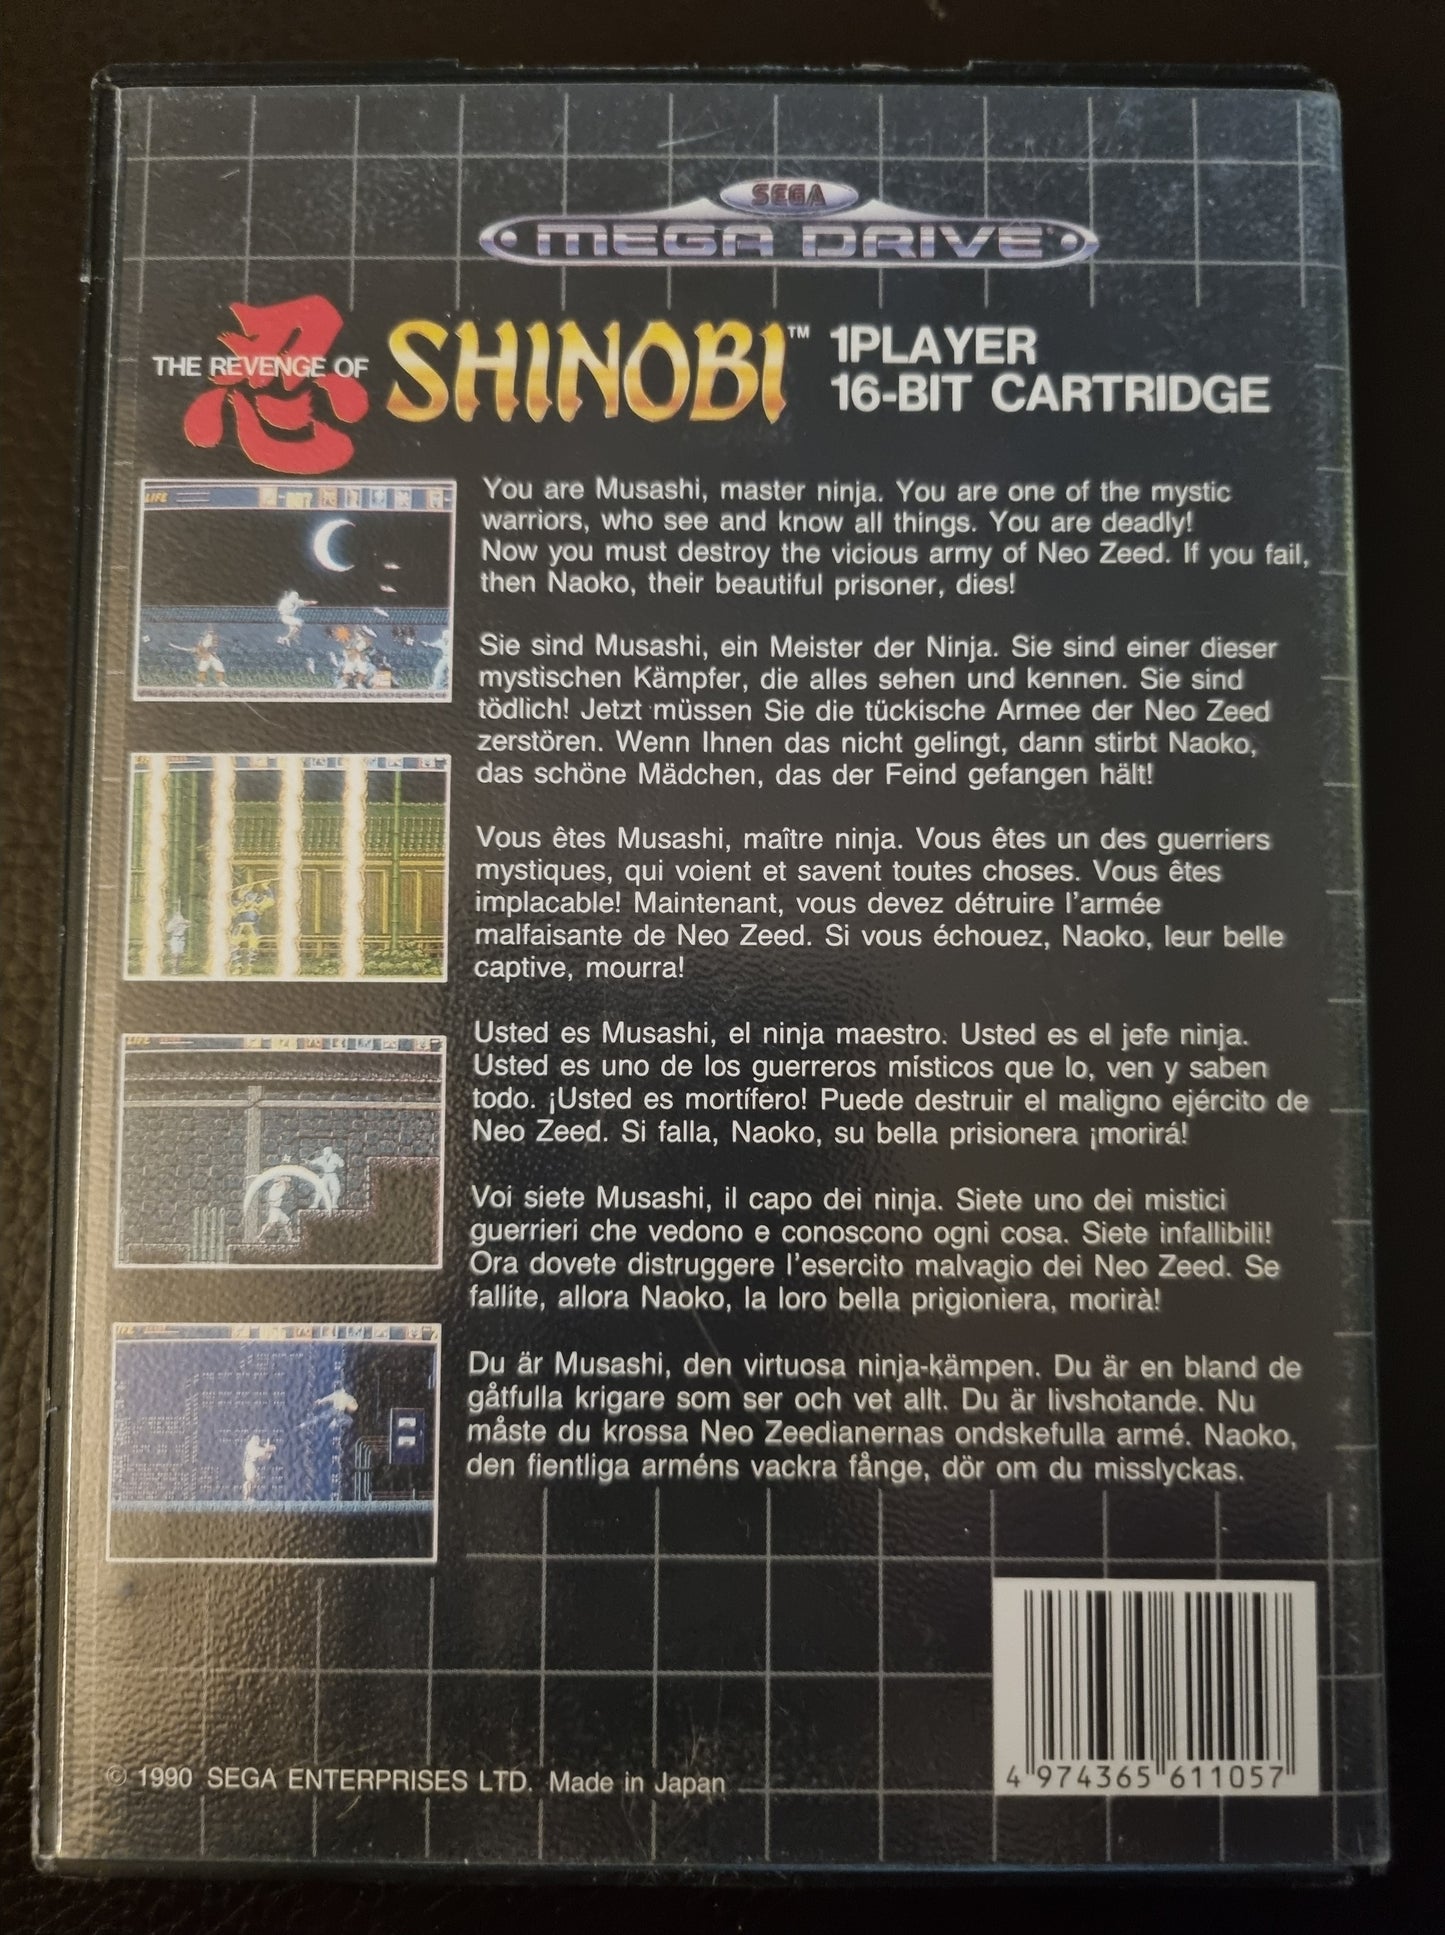 SEGA
MEGA DRIVE
忍
THE REVENGE OF SHINOBI™
1PLAYER
16-BIT CARTRIDGE
LIFE
You are Musashi, master ninja. You are one of the mystic
warriors, who see and know all things. You are deadly!
Now you must destroy the vicious army of Neo Zeed. If you fail,
then Naoko, their beautiful prisoner, dies!
Sie sind Musashi, ein Meister der Ninja. Sie sind einer dieser
mystischen Kämpfer, die alles sehen und kennen. Sie sind
tödlich! Jetzt müssen Sie die tückische Armee der Neo Zeed
zerstören. Wenn Ihnen das nicht gelingt, dann stirbt Naoko,
das schöne Mädchen, das der Feind gefangen hält!
Vous êtes Musashi, maître ninja. Vous êtes un des guerriers
mystiques, qui voient et savent toutes choses. Vous êtes
implacable! Maintenant, vous devez détruire l'armée
malfaisante de Neo Zeed. Si vous échouez, Naoko, leur belle
captive, mourra!
Usted es Musashi, el ninja maestro. Usted es el jefe ninja.
Usted es uno de los guerreros místicos que lo, ven y saben
todo. ¡Usted es mortífero! Puede destruir el maligno ejército de
Neo Zeed. Si falla, Naoko, su bella prisionera ¡morirá!
Voi siete Musashi, il capo dei ninja. Siete uno dei mistici
guerrieri che vedono e conoscono ogni cosa. Siete infallibili!
Ora dovete distruggere l'esercito malvagio dei Neo Zeed. Se
fallite, allora Naoko, la loro bella prigioniera, morirà!
Du är Musashi, den virtuosa ninja-kämpen. Du är en bland de
gåtfulla krigare som ser och vet allt. Du är livshotande. Nu
måste du krossa Neo Zeedianernas ondskefulla armé. Naoko,
den fientliga arméns vackra fånge, dör om du misslyckas.
© 1990 SEGA ENTERPRISES LTD. Made in Japan
4 974365 611057